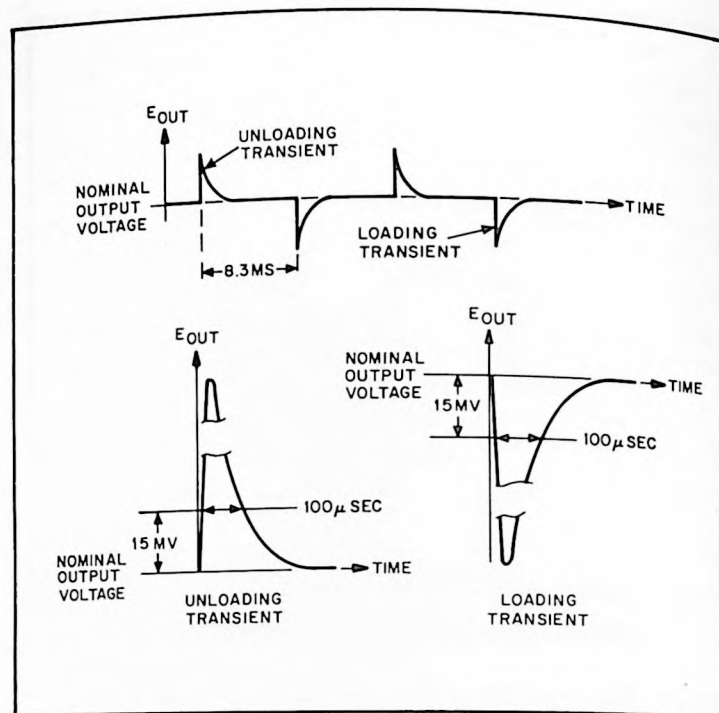 EOUT
UNLOADING
TRANSIENT
NOMINAL
OUTPUT
VOLTAGE
TIME
LOADING
TRANSIENT
8.3MS
EOUT
15MV
100μSEC
NOMINAL
OUTPUT
VOLTAGE
TIME
UNLOADING
TRANSIENT
EOUT
NOMINAL
OUTPUT
VOLTAGE
TIME
15MV
100μSEC
LOADING
TRANSIENT